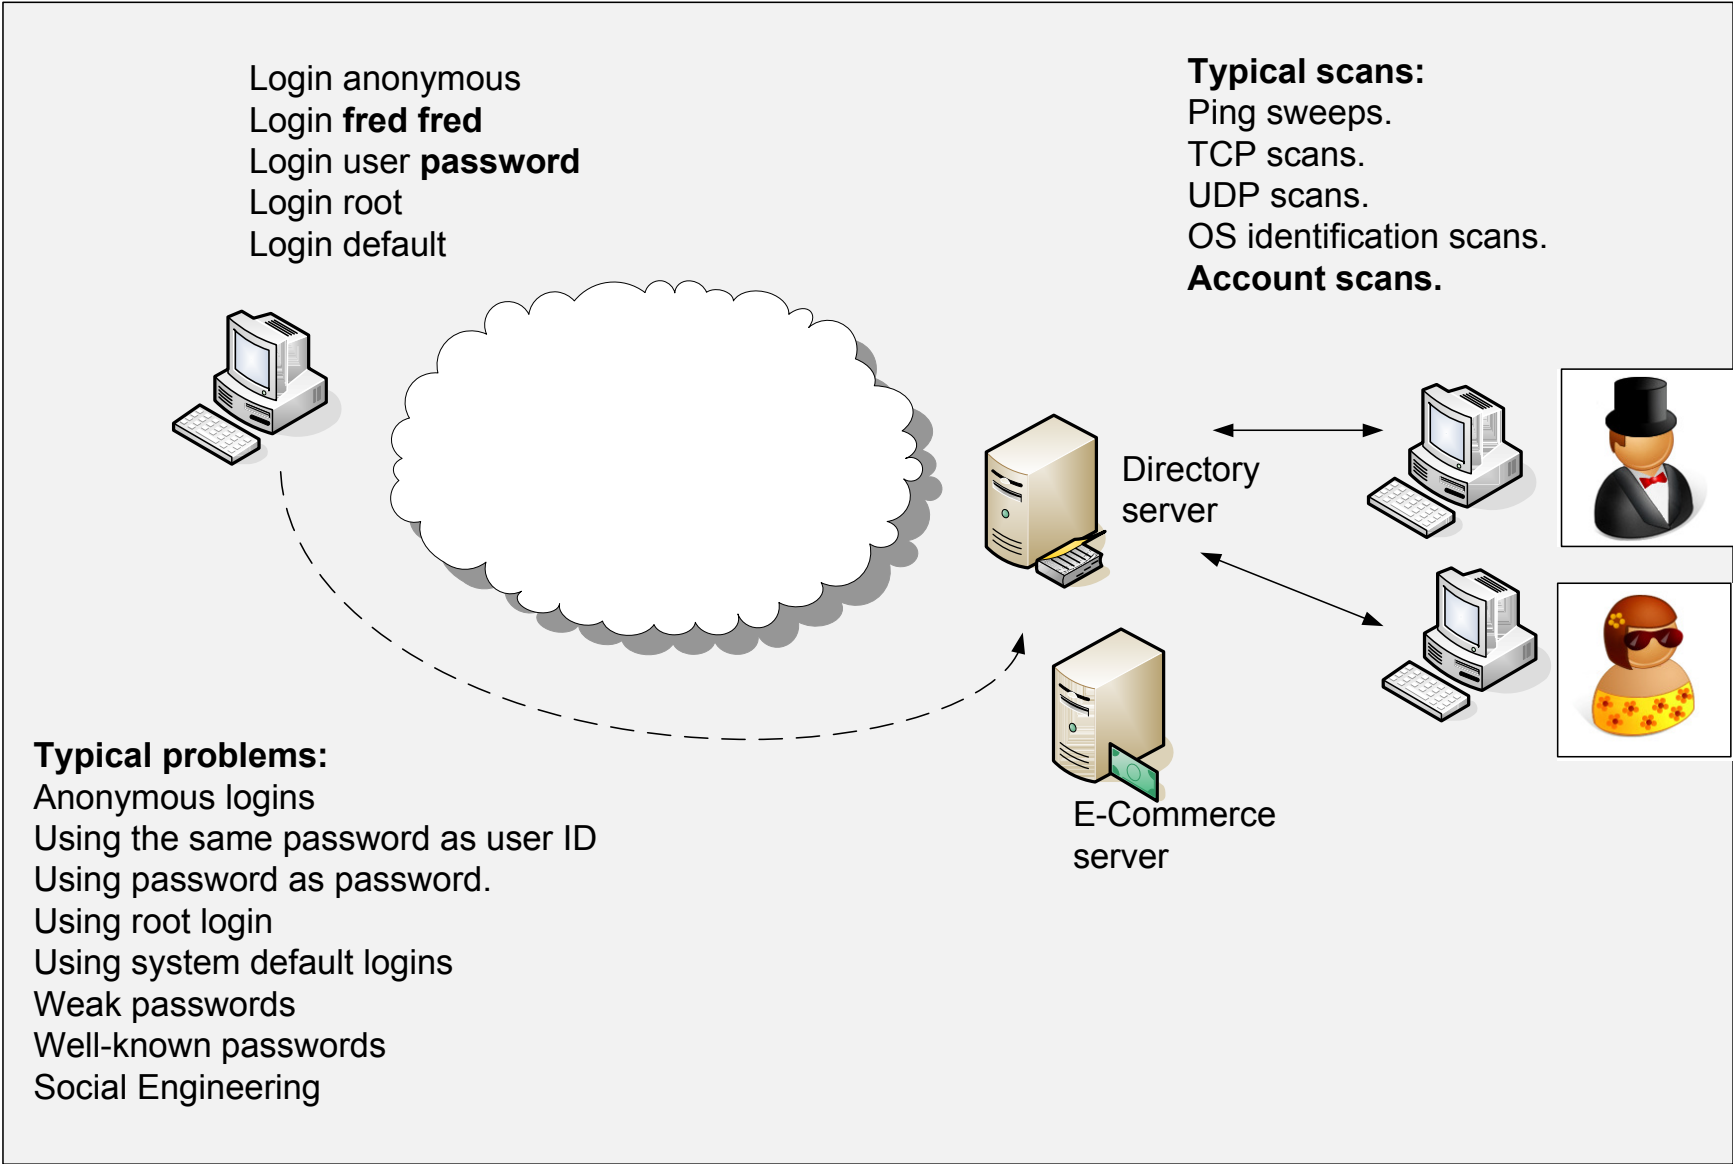 Login anonymous
Login fred fred
Login user password
Login root
Login default
Typical scans:
Ping sweeps.
TCP scans.
UDP scans.
OS identification scans.
Account scans.
Directory
server
E-Commerce
server
Typical problems:
Anonymous logins
Using the same password as user ID
Using password as password.
Using root login
Using system default logins
Weak passwords
Well-known passwords
Social Engineering